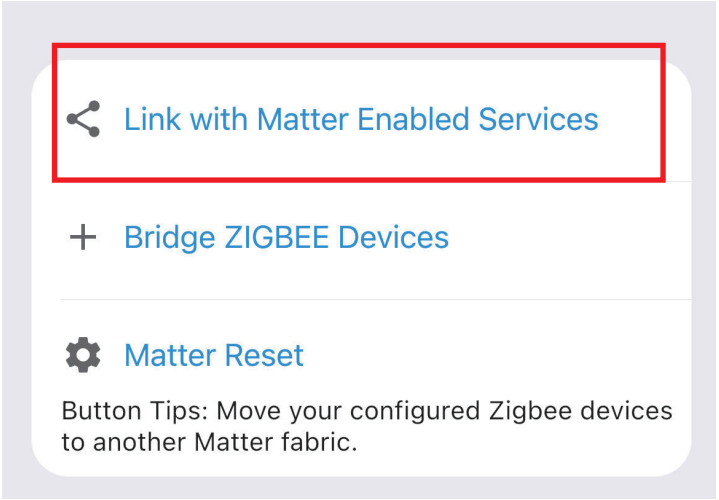 Link with Matter Enabled Services
Bridge ZIGBEE Devices
Matter Reset
Button Tips: Move your configured Zigbee devices
to another Matter fabric.